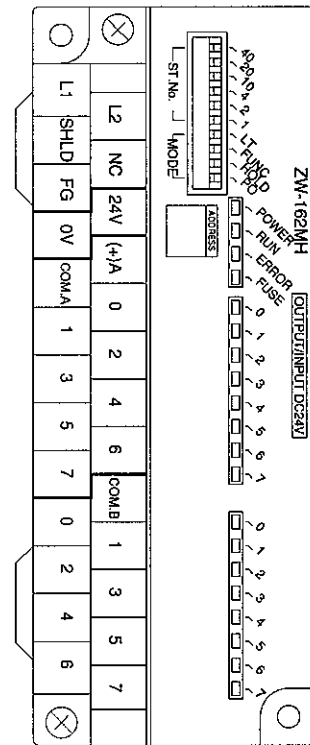 ZW-162MH
OUTPUT/INPUT DC24V
40
20
10
4
2
1
LT
FUNC
HOLD
PO
ST.No.
MODE
POWER
RUN
ERROR
FUSE
0
1
2
3
4
5
6
7
0
1
2
3
4
5
6
7
ADDRESS
L2
NC
24V
(+)A
0
2
4
6
COM.B
1
3
5
7
L1
SHLD
FG
0V
COM.A
1
3
5
7
0
2
4
6